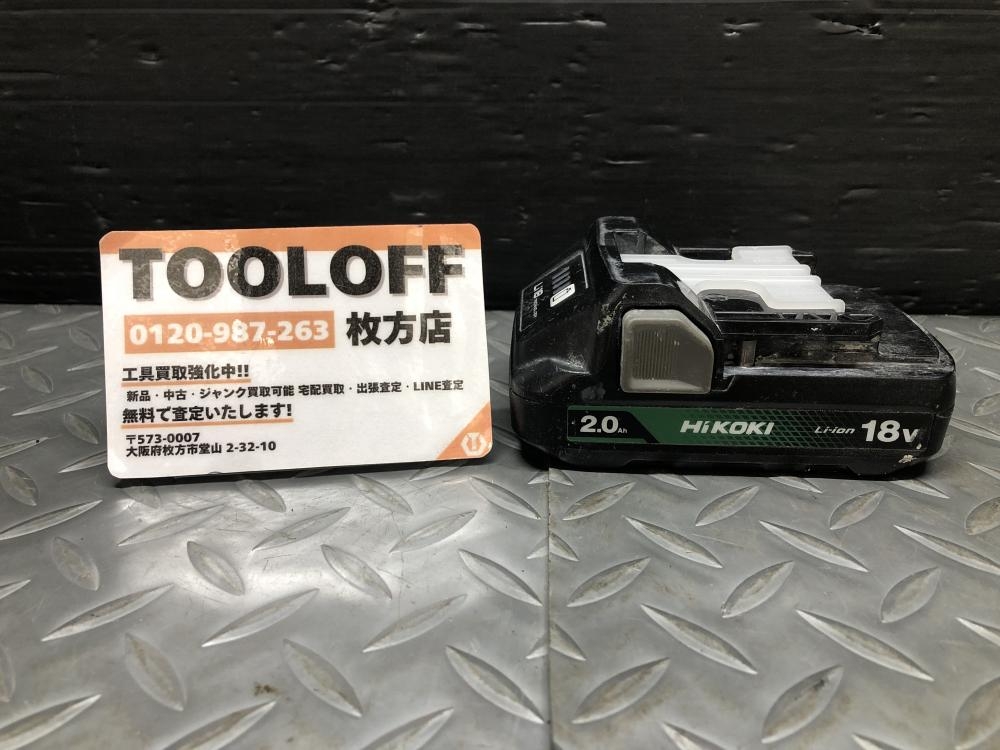 TOOLOFF
0120-987-263 枚方店
工具買取強化中!!
新品・中古・ジャンク買取可能 宅配買取・出張査定・LINE査定
無料で査定いたします!
〒573-0007
大阪府枚方市堂山 2-32-10
2.0Ah
HiKOKI
Li-ion 18V